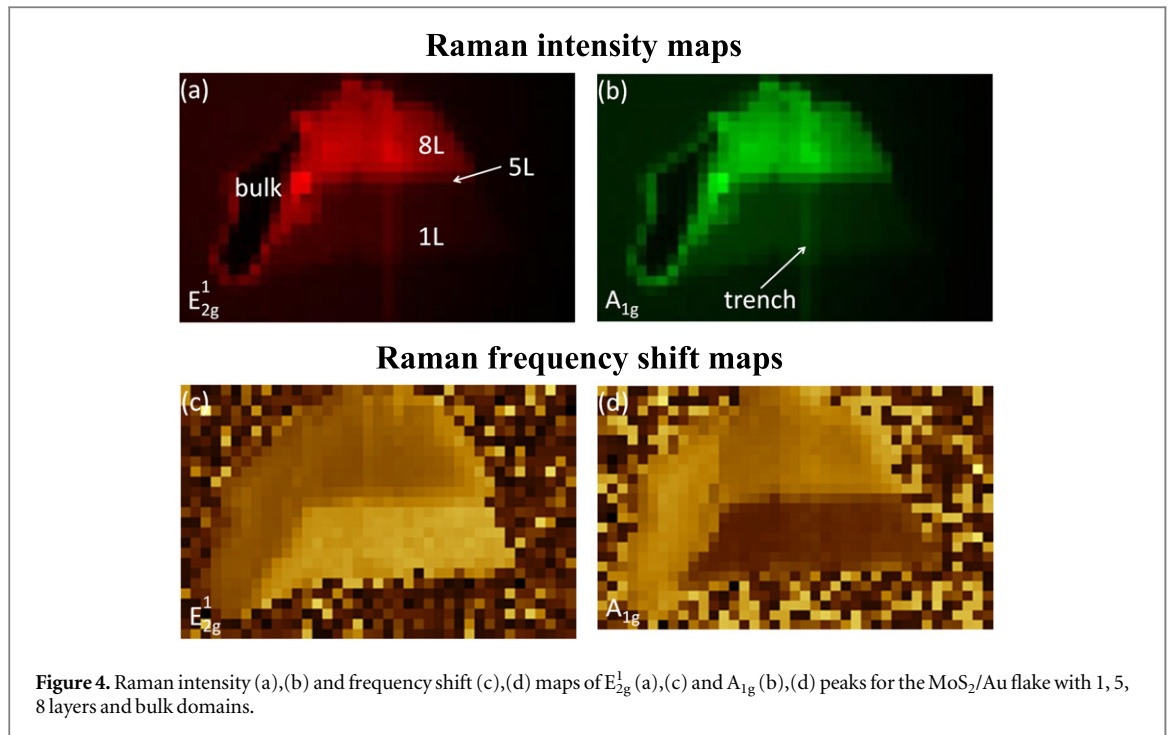 Raman intensity maps
(a)
(b)
8L
5L
bulk
1L
trench
E¹₂g
A₁g
Raman frequency shift maps
(c)
(d)
E¹₂g
A₁g
Figure 4. Raman intensity (a),(b) and frequency shift (c),(d) maps of E¹₂g (a),(c) and A₁g (b),(d) peaks for the MoS₂/Au flake with 1, 5,
8 layers and bulk domains.